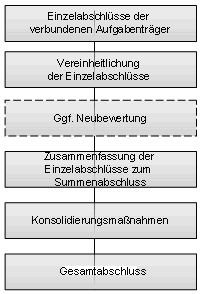 Einzelabschlüsse der
verbundenen Aufgabenträger
Vereinheitlichung
der Einzelabschlüsse
Ggf. Neubewertung
Zusammenfassung der
Einzelabschlüsse zum
Summenabschluss
Konsolidierungsmaßnahmen
Gesamtabschluss